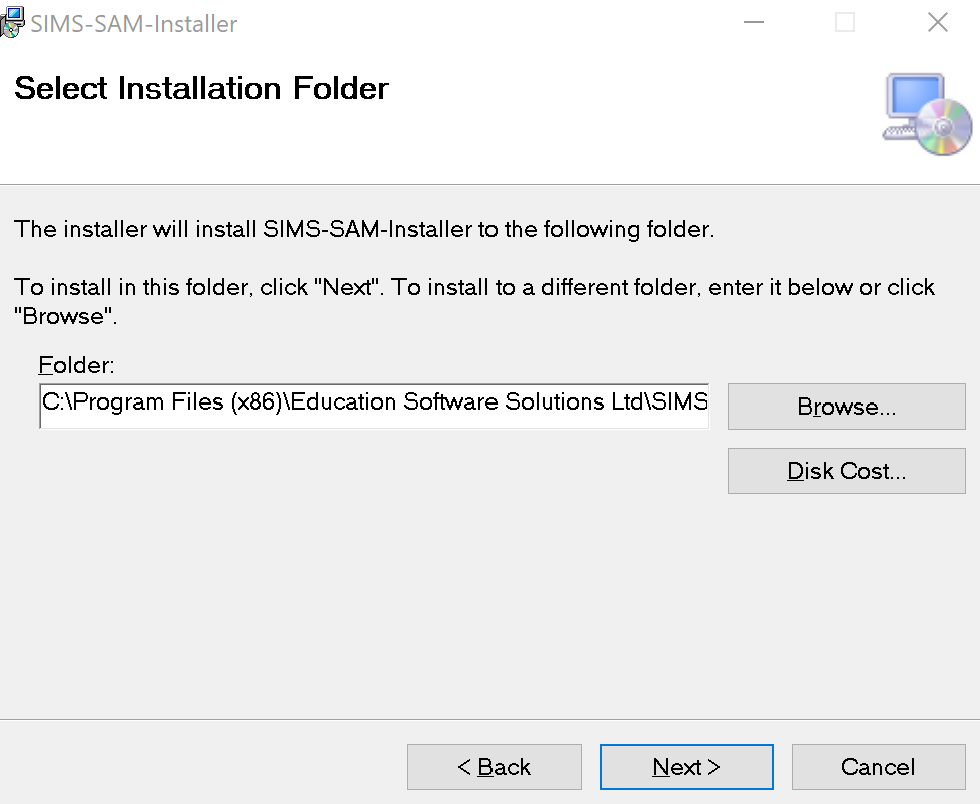 SIMS-SAM-Installer
Select Installation Folder
The installer will install SIMS-SAM-Installer to the following folder.
To install in this folder, click "Next". To install to a different folder, enter it below or click
"Browse".
Folder:
C:\Program Files (x86)\Education Software Solutions Ltd\SIMS
Browse...
Disk Cost...
< Back
Next >
Cancel